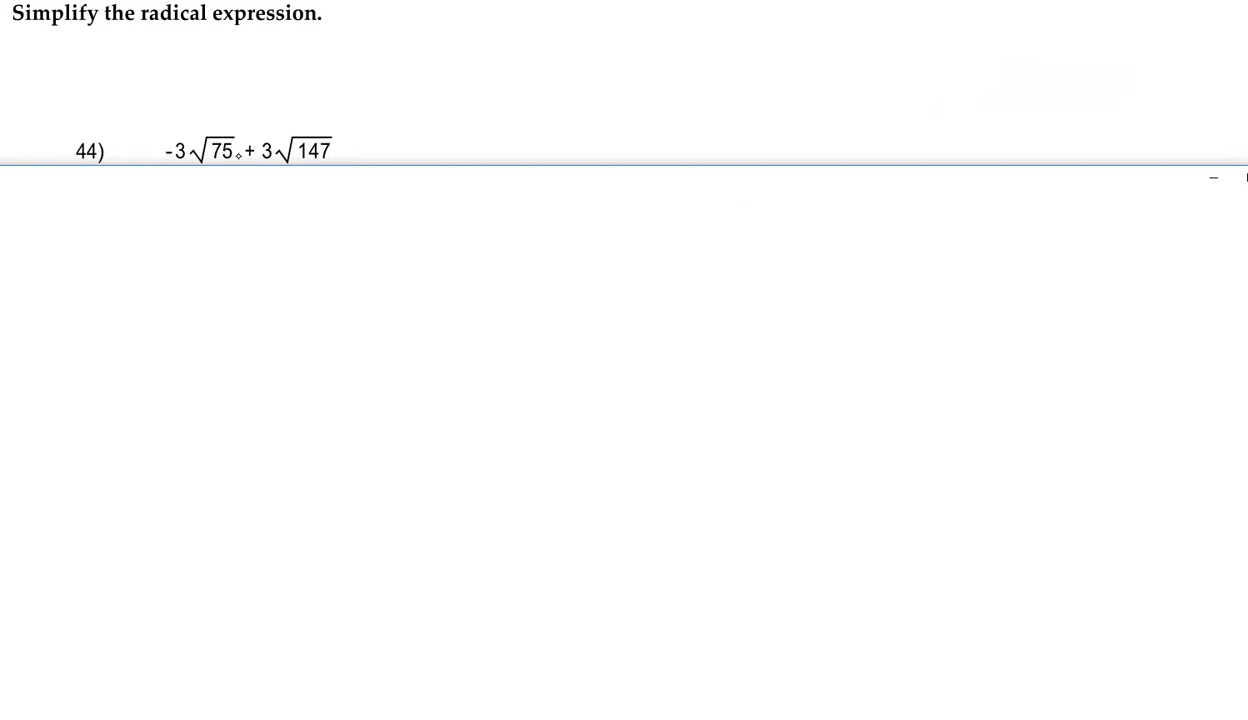 Simplify the radical expression.
44) -3√75 + 3√147